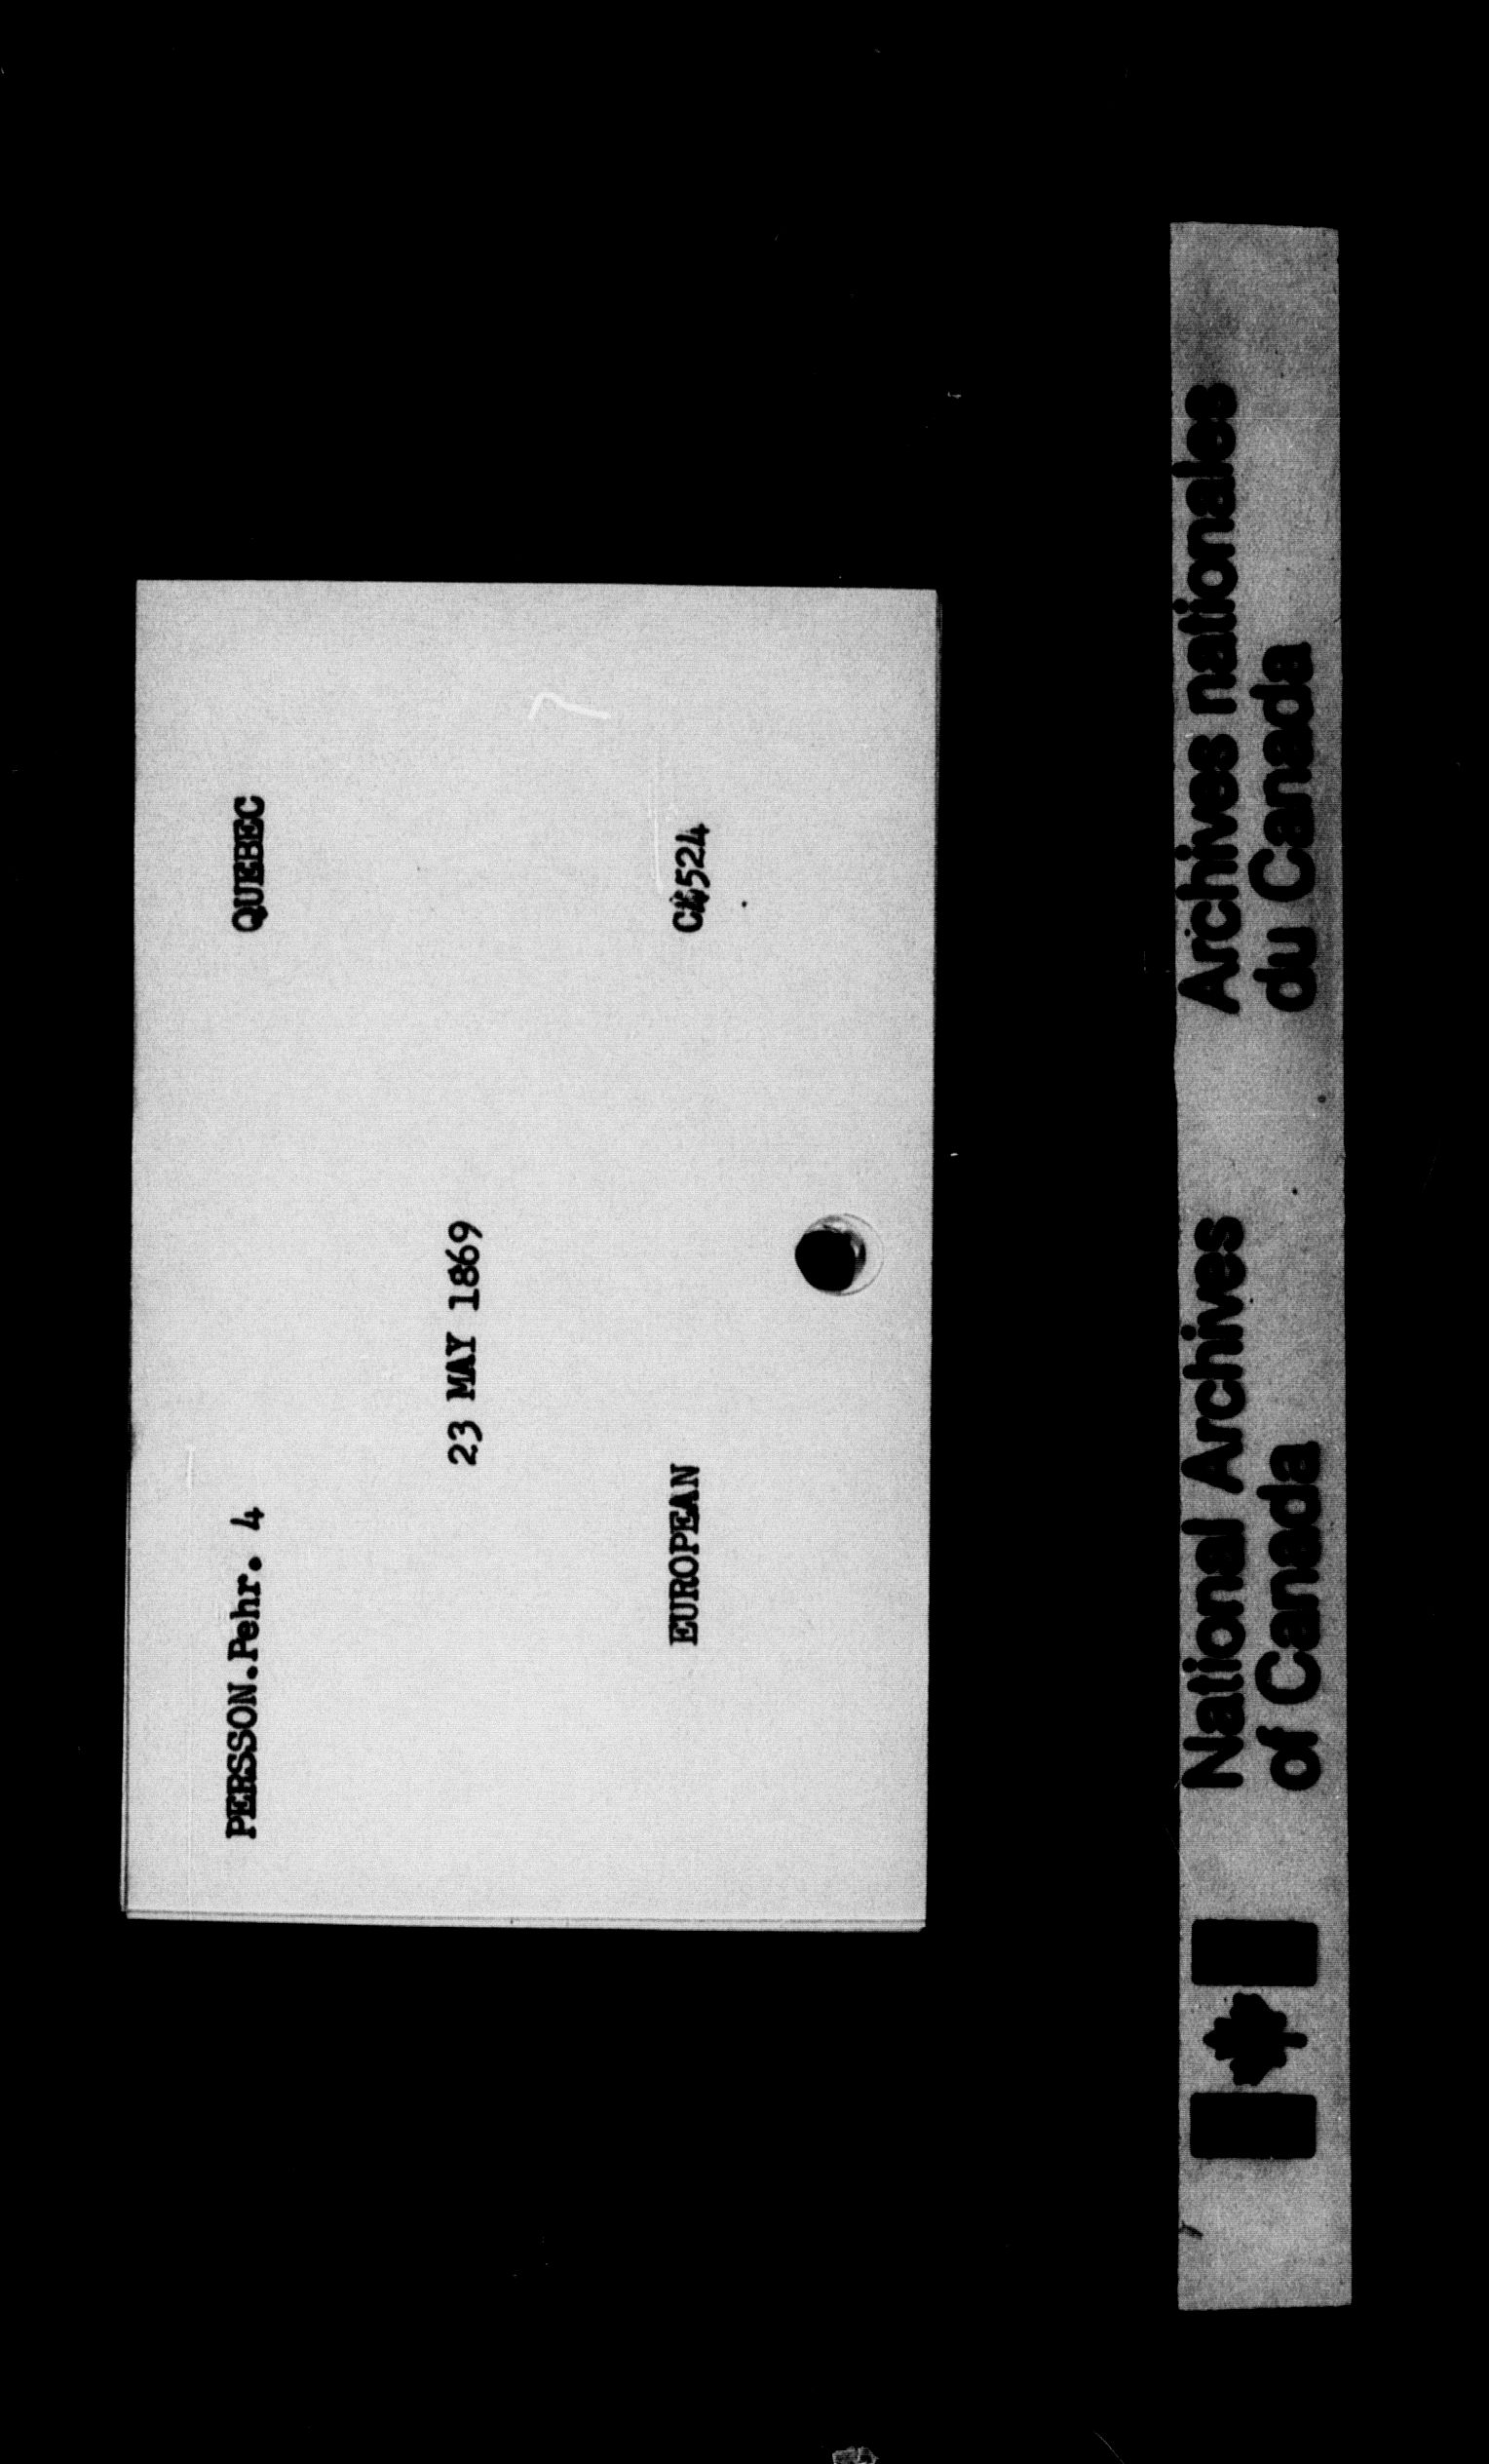 PERSSON.Pehr. 4 QUEBEC
23 MAY 1869
EUROPEAN C4524
National Archives
of Canada
Archives nationales
du Canada